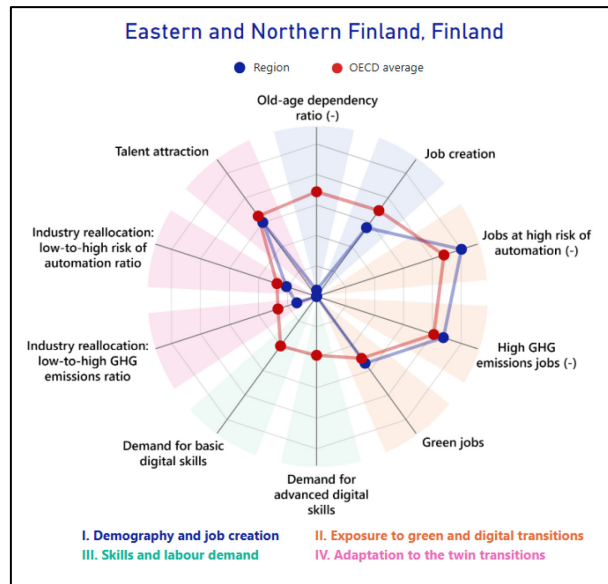 Eastern and Northern Finland, Finland
Region
OECD average
Old-age dependency
ratio (-)
Talent attraction
Job creation
Industry reallocation:
low-to-high risk of
automation ratio
Jobs at high risk of
automation (-)
Industry reallocation:
low-to-high GHG
emissions ratio
High GHG
emissions jobs (-)
Demand for basic
digital skills
Green jobs
Demand for
advanced digital
skills
I. Demography and job creation
II. Exposure to green and digital transitions
III. Skills and labour demand
IV. Adaptation to the twin transitions